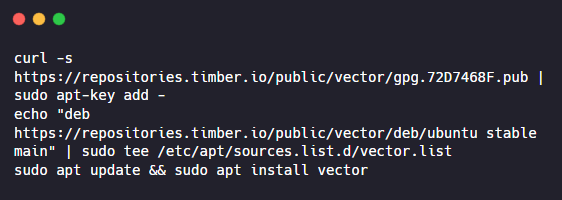 curl -s
https://repositories.timber.io/public/vector/gpg.72D7468F.pub |
sudo apt-key add -
echo "deb
https://repositories.timber.io/public/vector/deb/ubuntu stable
main" | sudo tee /etc/apt/sources.list.d/vector.list
sudo apt update && sudo apt install vector